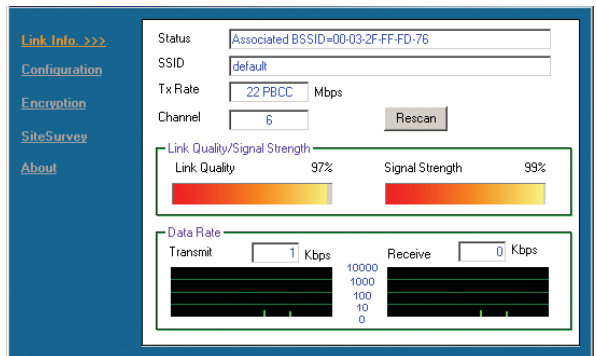 Link Info. >>>
Configuration
Encryption
SiteSurvey
About
Status Associated BSSID=00-03-2F-FF-FD-76
SSID default
Tx Rate 22 PBCC Mbps
Channel 6 Rescan
Link Quality/Signal Strength
Link Quality 97% Signal Strength 99%
Data Rate
Transmit 1 Kbps Receive 0 Kbps
10000
1000
100
10
0